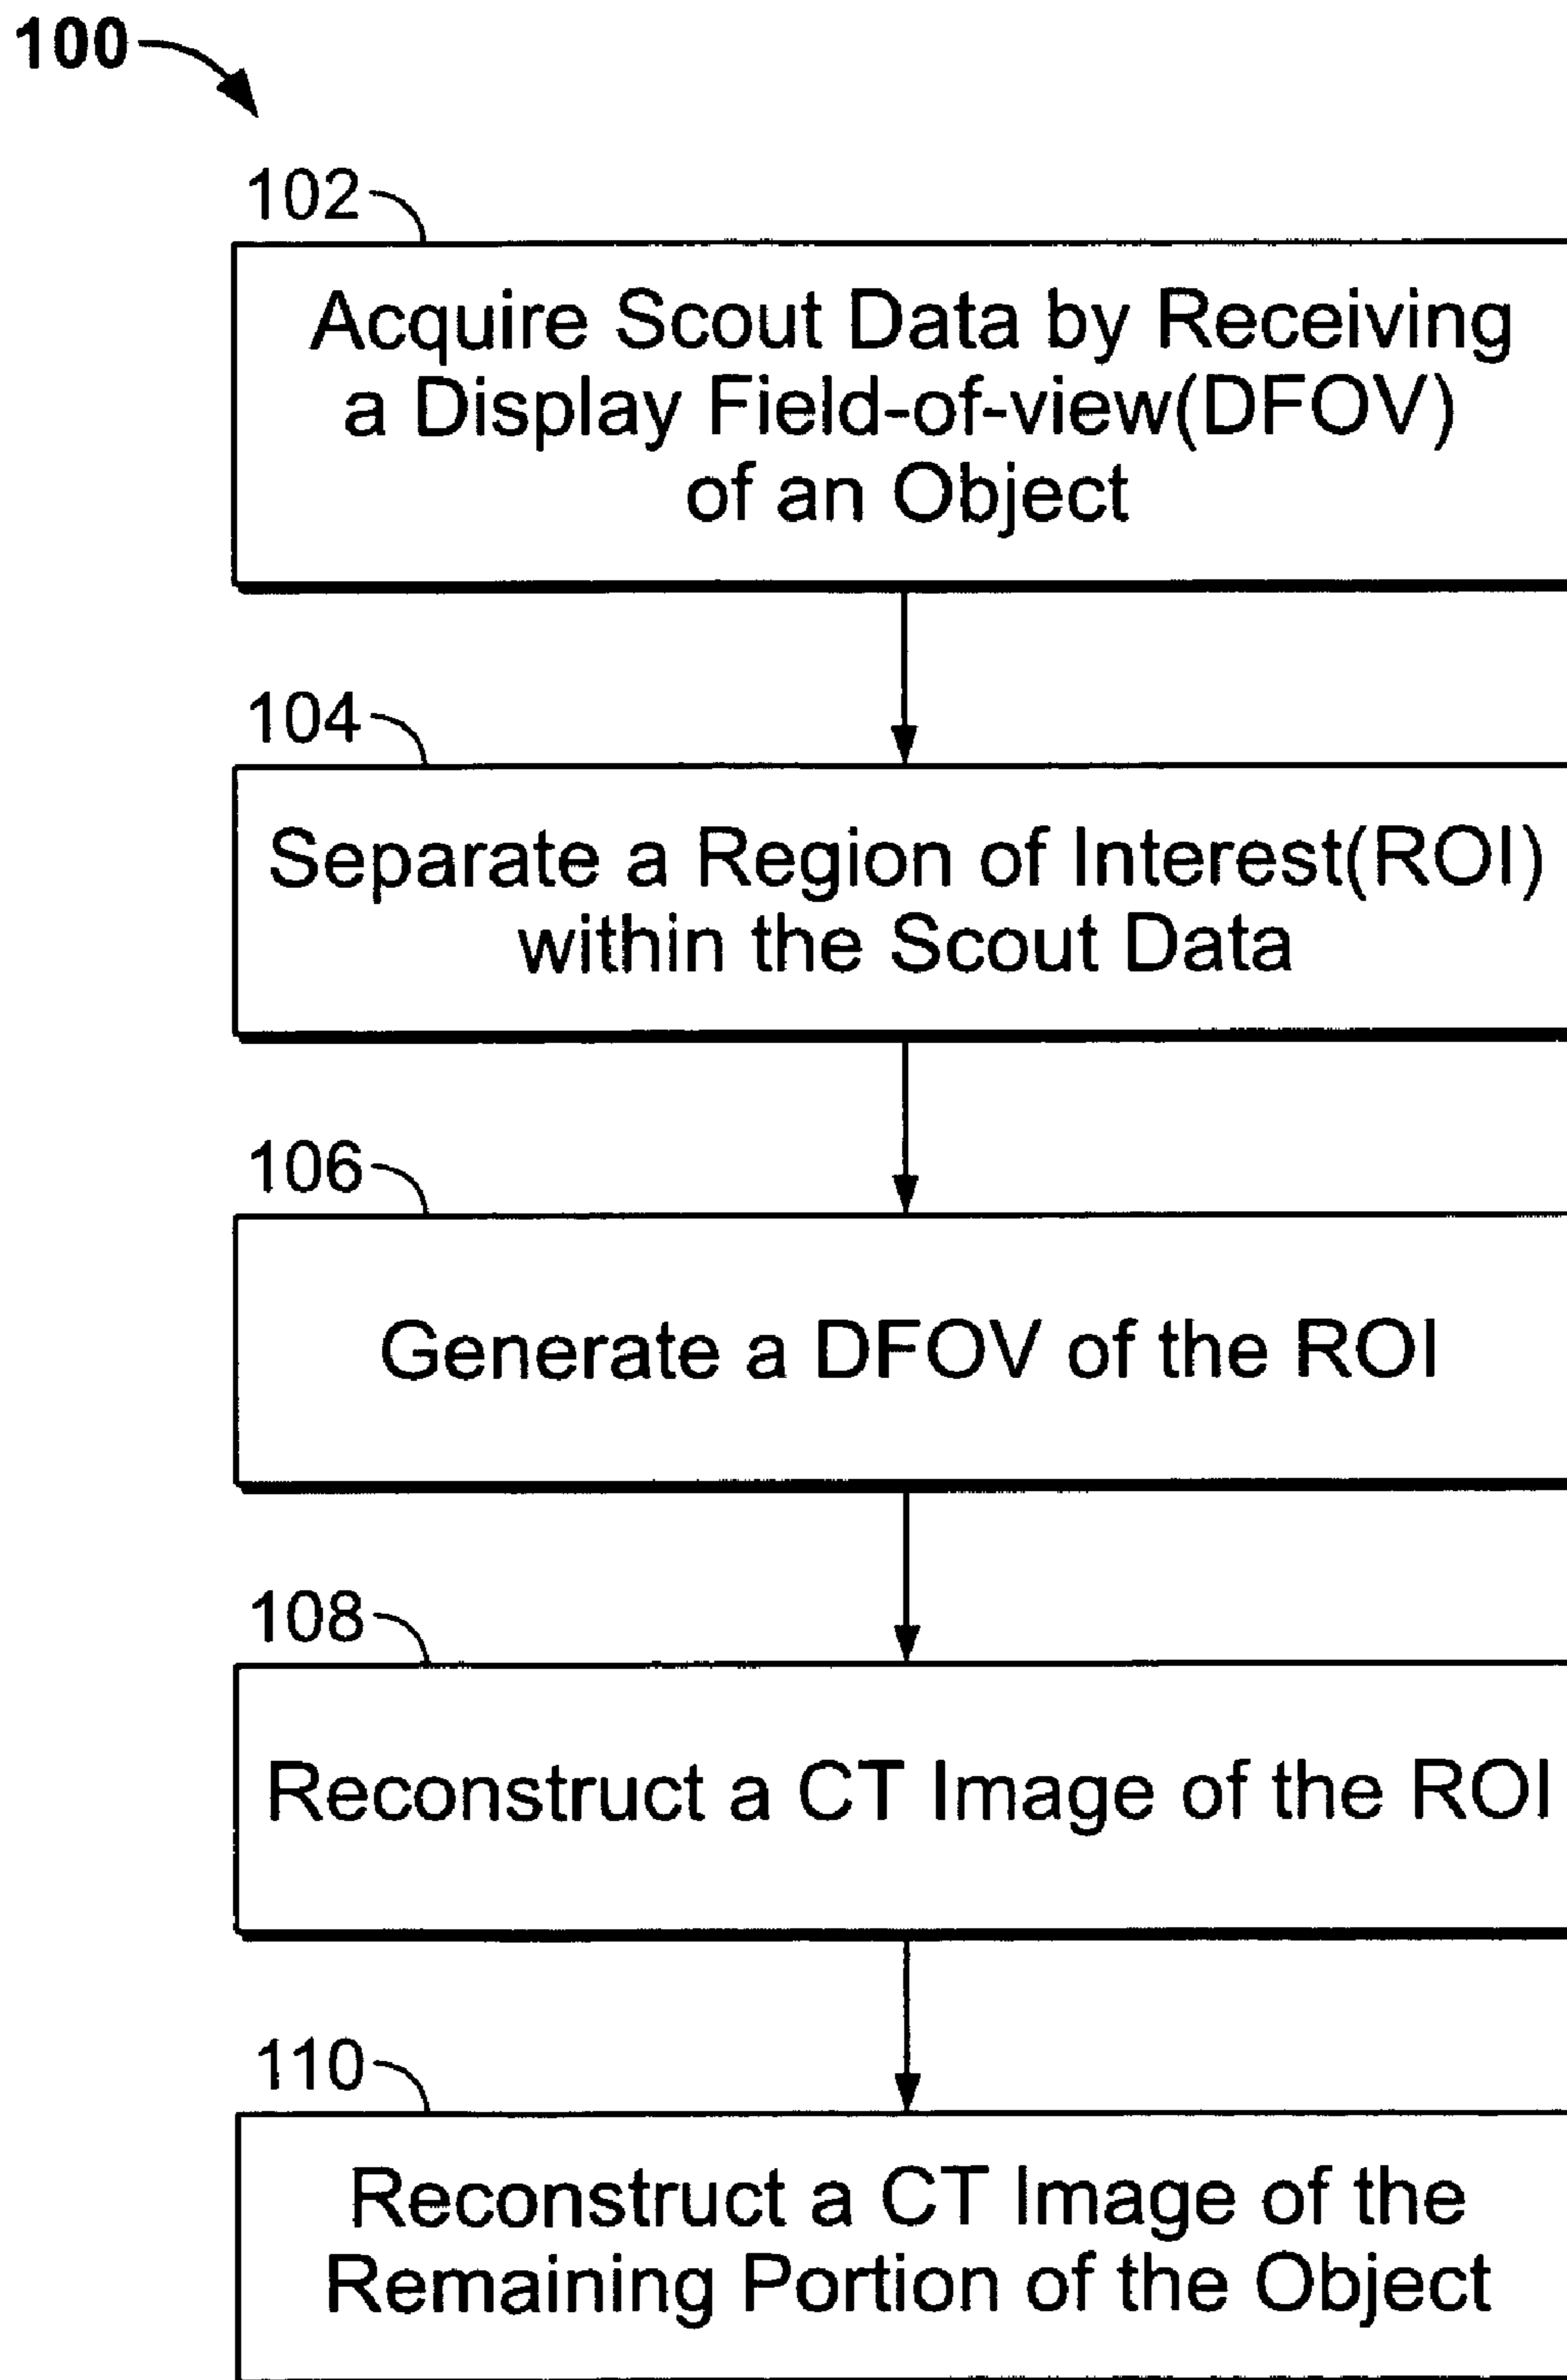 100
102
Acquire Scout Data by Receiving
a Display Field-of-view(DFOV)
of an Object
104
Separate a Region of Interest(ROI)
within the Scout Data
106
Generate a DFOV of the ROI
108
Reconstruct a CT Image of the ROI
110
Reconstruct a CT Image of the
Remaining Portion of the Object